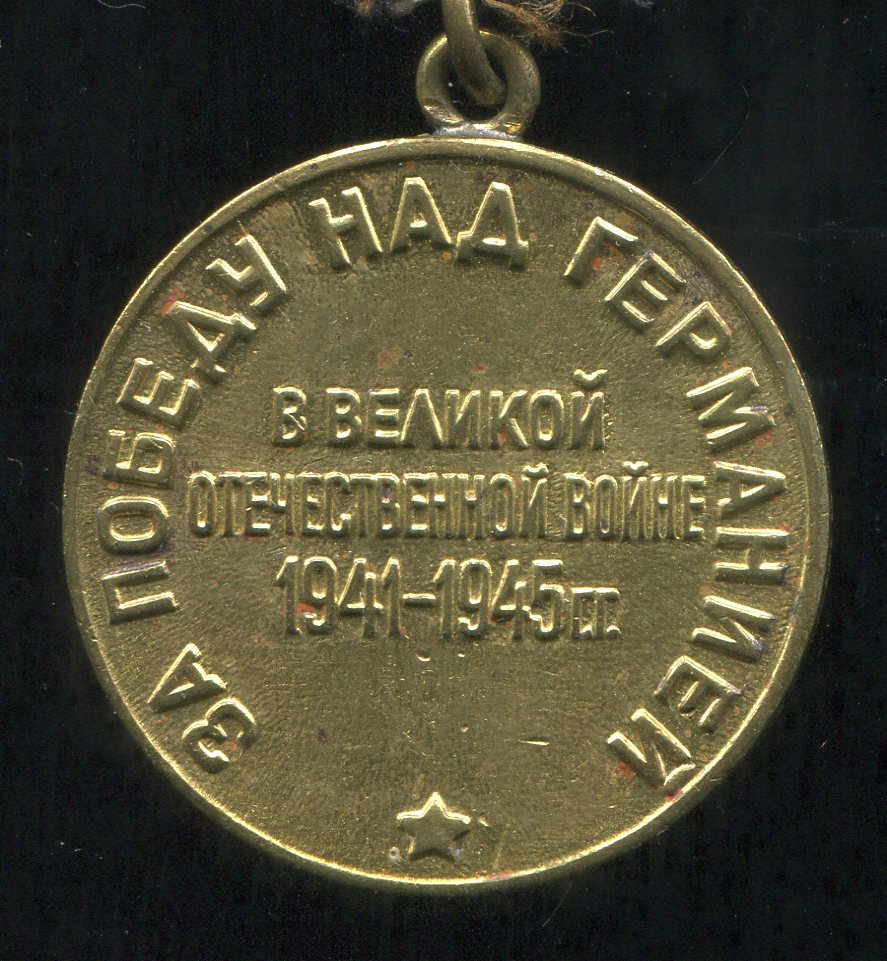 ЗА ПОБЕДУ НАД ГЕРМАНИЕЙ
В ВЕЛИКОЙ
ОТЕЧЕСТВЕННОЙ ВОЙНЕ
1941-1945 гг.